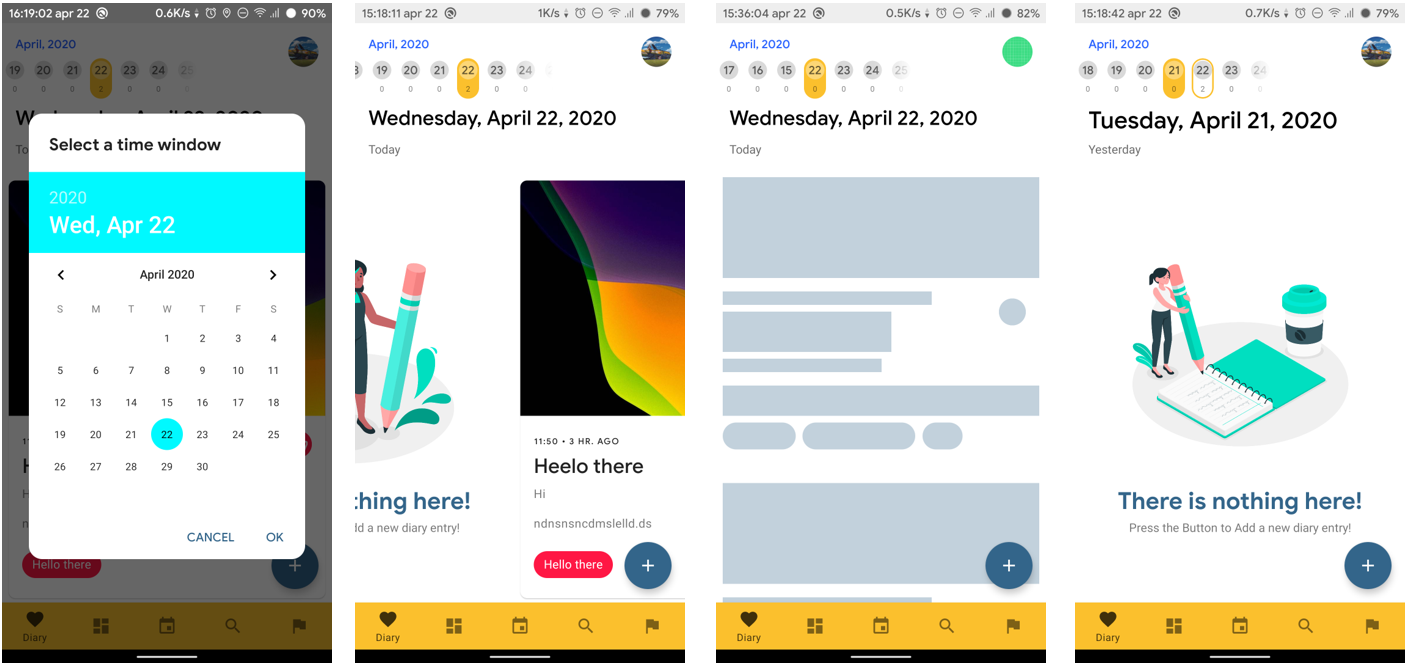 16:19:02 apr 22 0.6K/s 90%
April, 2020
19 20 21 22 23 24 25
0 0 0 2 0 0 0
Select a time window
2020
Wed, Apr 22
April 2020
S M T W T F S
1 2 3 4
5 6 7 8 9 10 11
12 13 14 15 16 17 18
19 20 21 22 23 24 25
26 27 28 29 30
CANCEL OK
Hello there
Diary
15:18:11 apr 22 1K/s 79%
April, 2020
19 20 21 22 23 24
0 0 0 2 0 0
Wednesday, April 22, 2020
Today
11:50 • 3 HR. AGO
Heelo there
Hi
thing here!
dd a new diary entry!
ndnsnsncdmslelld.ds
Hello there
Diary
15:36:04 apr 22 0.5K/s 82%
April, 2020
17 16 15 22 23 24 25
0 0 0 0 0 0 0
Wednesday, April 22, 2020
Today
Diary
15:18:42 apr 22 0.7K/s 79%
April, 2020
18 19 20 21 22 23 24
0 0 0 0 2 0 0
Tuesday, April 21, 2020
Yesterday
There is nothing here!
Press the Button to Add a new diary entry!
Diary